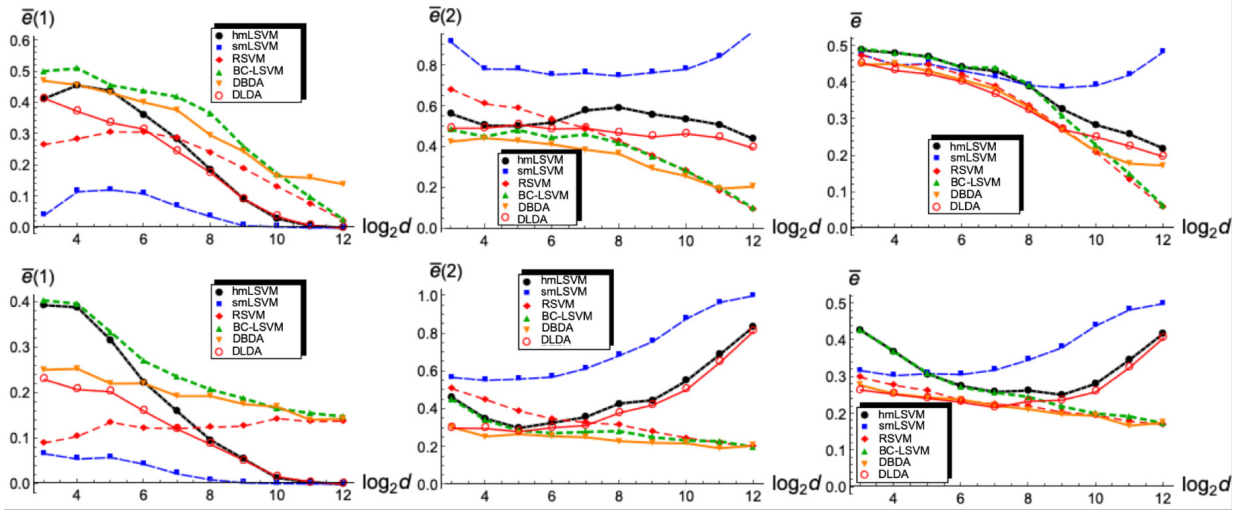 ē(1)
0.6
0.5
0.4
0.3
0.2
0.1
0.0
hmLSVM
smLSVM
RSVM
BC-LSVM
DBDA
DLDA
4 6 8 10 12
log₂d
ē(2)
0.8
0.6
0.4
0.2
0.0
hmLSVM
smLSVM
RSVM
BC-LSVM
DBDA
DLDA
4 6 8 10 12
log₂d
ē
0.5
0.4
0.3
0.2
0.1
0.0
hmLSVM
smLSVM
RSVM
BC-LSVM
DBDA
DLDA
4 6 8 10 12
log₂d
ē(1)
0.4
0.3
0.2
0.1
0.0
hmLSVM
smLSVM
RSVM
BC-LSVM
DBDA
DLDA
4 6 8 10 12
log₂d
ē(2)
1.0
0.8
0.6
0.4
0.2
0.0
hmLSVM
smLSVM
RSVM
BC-LSVM
DBDA
DLDA
4 6 8 10 12
log₂d
ē
0.5
0.4
0.3
0.2
0.1
0.0
hmLSVM
smLSVM
RSVM
BC-LSVM
DBDA
DLDA
4 6 8 10 12
log₂d